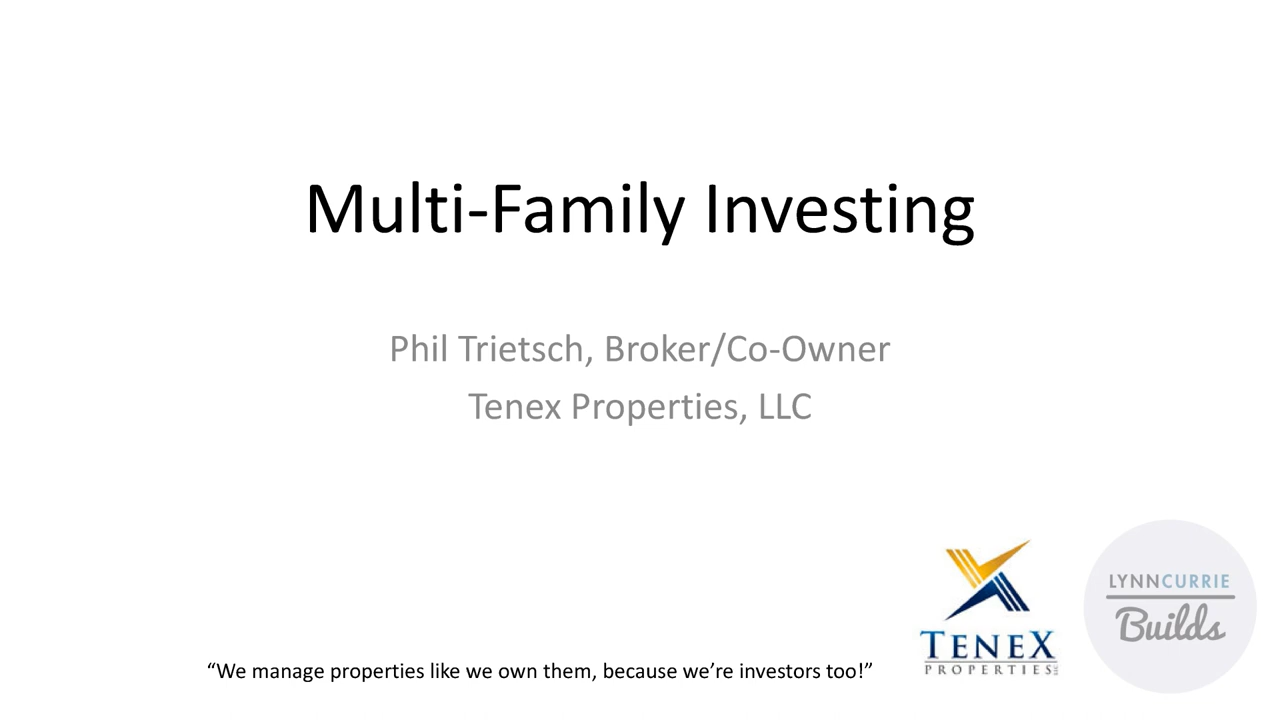 Multi-Family Investing
Phil Trietsch, Broker/Co-Owner
Tenex Properties, LLC
“We manage properties like we own them, because we’re investors too!”
TENEX
PROPERTIES LLC
LYNNCURRIE
Builds